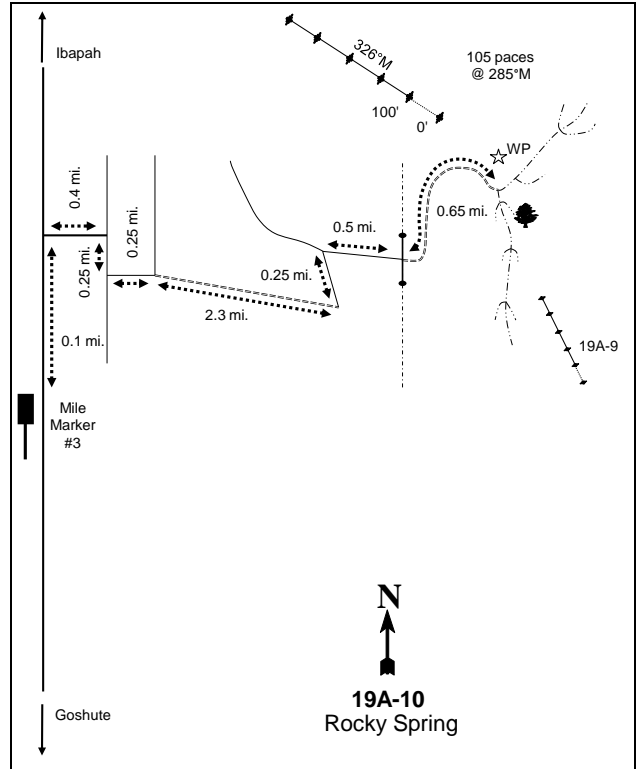 Ibapah
326°M
105 paces
@ 285°M
100'
0'
WP
0.4 mi.
0.25 mi.
0.25 mi.
0.5 mi.
0.65 mi.
0.25 mi.
2.3 mi.
0.1 mi.
19A-9
Mile
Marker
#3
N
19A-10
Rocky Spring
Goshute